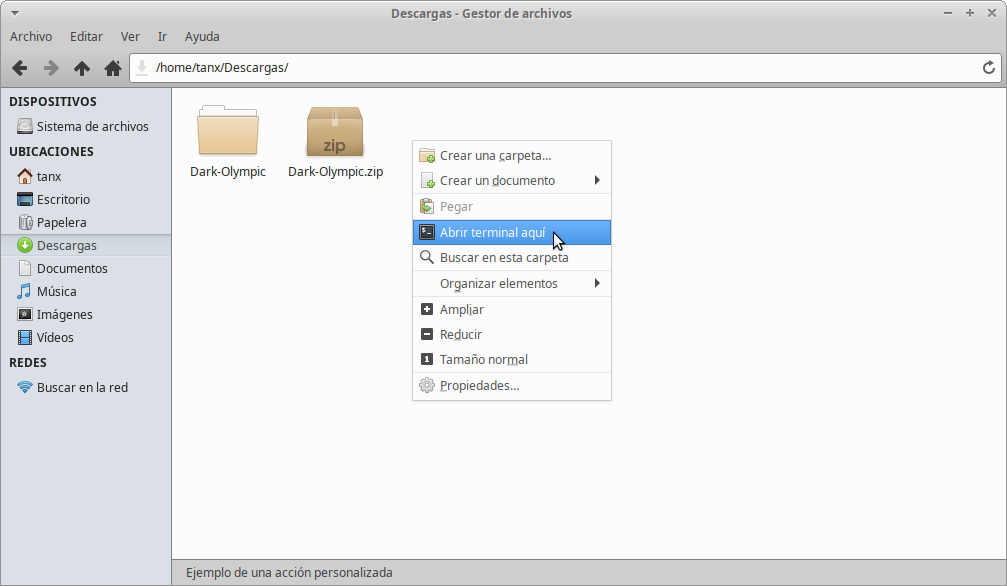 Descargas - Gestor de archivos
Archivo Editar Ver Ir Ayuda
/home/tanx/Descargas/
DISPOSITIVOS
Sistema de archivos
UBICACIONES
tanx
Escritorio
Papelera
Descargas
Documentos
Música
Imágenes
Vídeos
REDES
Buscar en la red
zip
Dark-Olympic
Dark-Olympic.zip
Crear una carpeta...
Crear un documento
Pegar
Abrir terminal aquí
Buscar en esta carpeta
Organizar elementos
Ampliar
Reducir
1 Tamaño normal
Propiedades...
Ejemplo de una acción personalizada